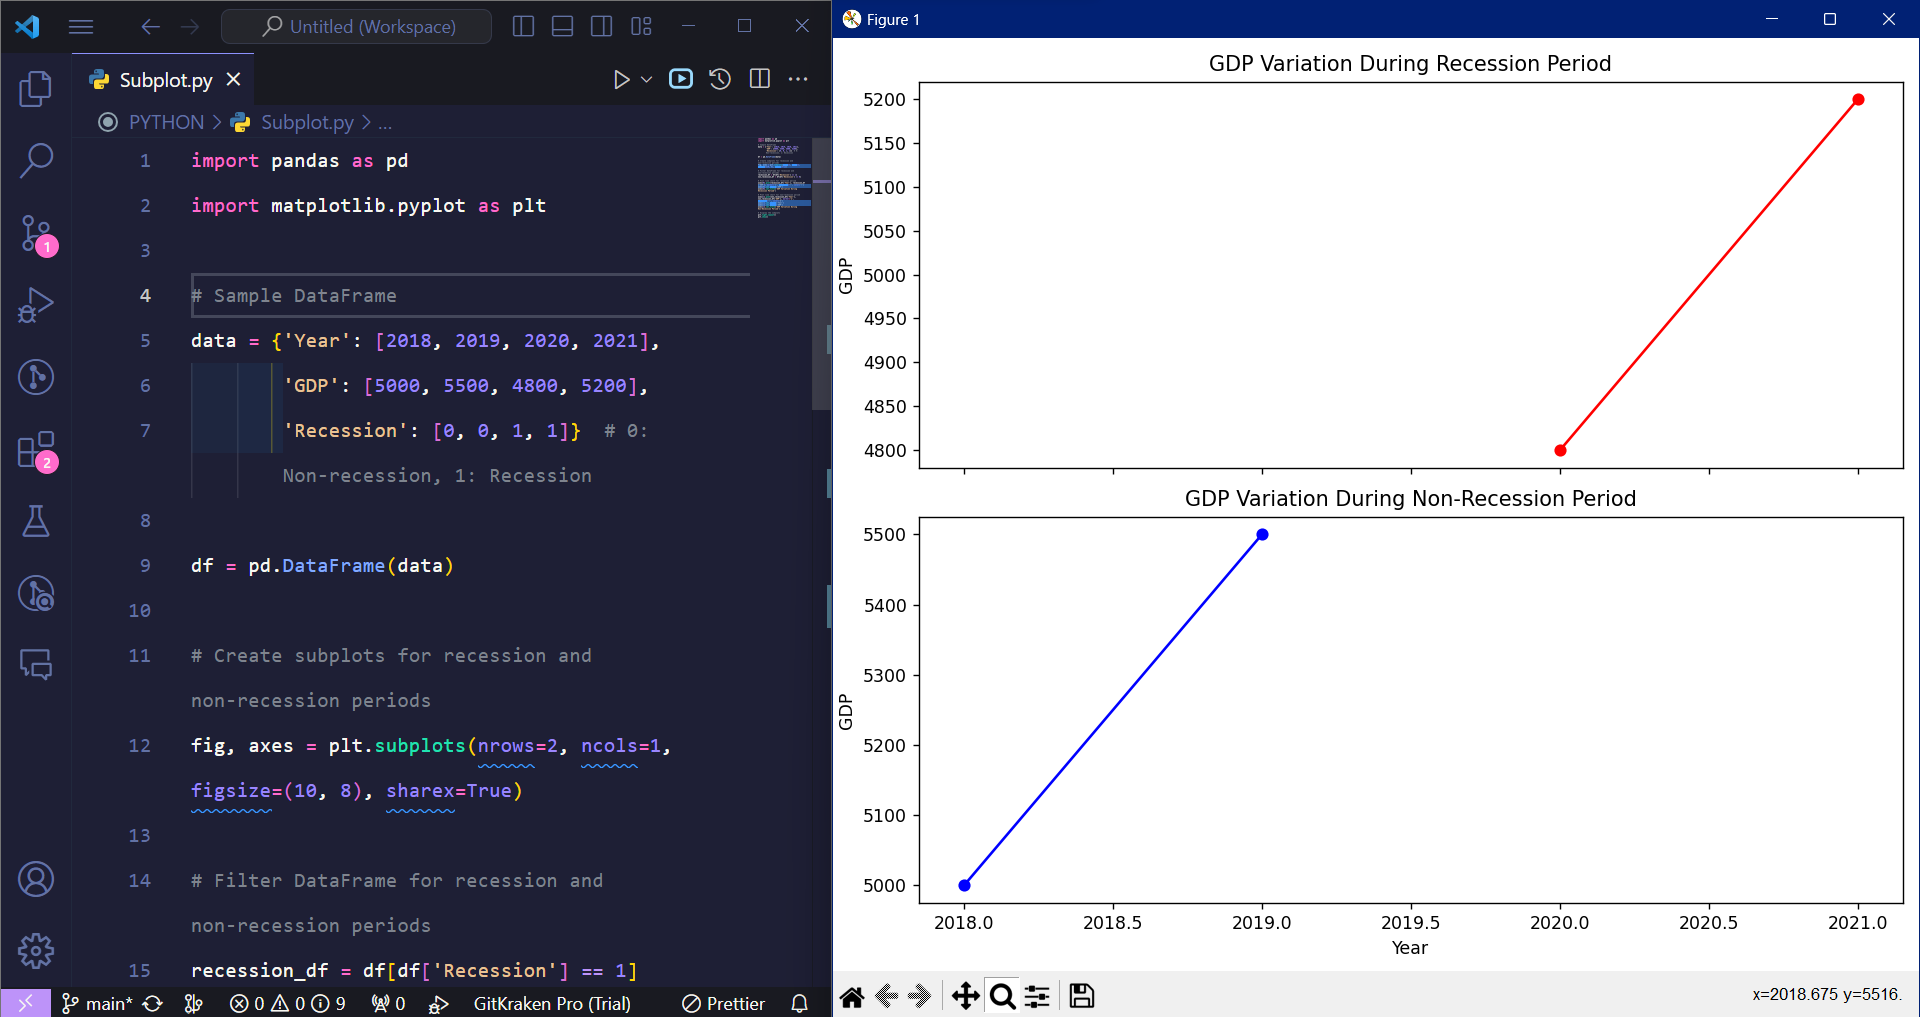 Untitled (Workspace)
Subplot.py
PYTHON > Subplot.py > ...
1 import pandas as pd
2 import matplotlib.pyplot as plt
3
4 # Sample DataFrame
5 data = {'Year': [2018, 2019, 2020, 2021],
6 'GDP': [5000, 5500, 4800, 5200],
7 'Recession': [0, 0, 1, 1]}  # 0:
Non-recession, 1: Recession
8
9 df = pd.DataFrame(data)
10
11 # Create subplots for recession and
non-recession periods
12 fig, axes = plt.subplots(nrows=2, ncols=1,
figsize=(10, 8), sharex=True)
13
14 # Filter DataFrame for recession and
non-recession periods
15 recession_df = df[df['Recession'] == 1]
1
2
main* 0 0 9 0 GitKraken Pro (Trial) Prettier
Figure 1
GDP Variation During Recession Period
5200
5150
5100
5050
5000
4950
4900
4850
4800
GDP
GDP Variation During Non-Recession Period
5500
5400
5300
5200
5100
5000
GDP
2018.0 2018.5 2019.0 2019.5 2020.0 2020.5 2021.0
Year
x=2018.675 y=5516.